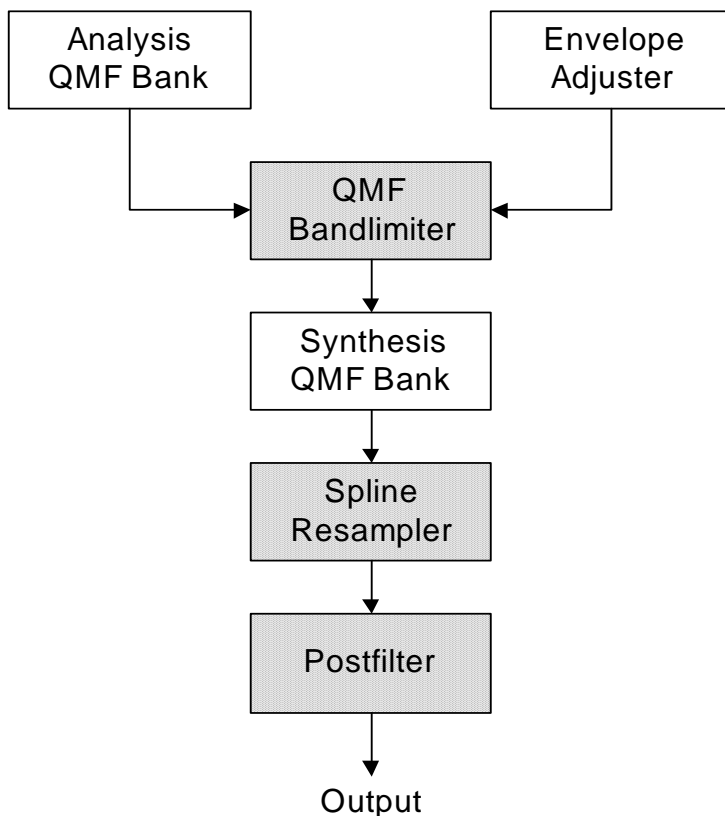 Analysis
QMF Bank
Envelope
Adjuster
QMF
Bandlimiter
Synthesis
QMF Bank
Spline
Resampler
Postfilter
Output